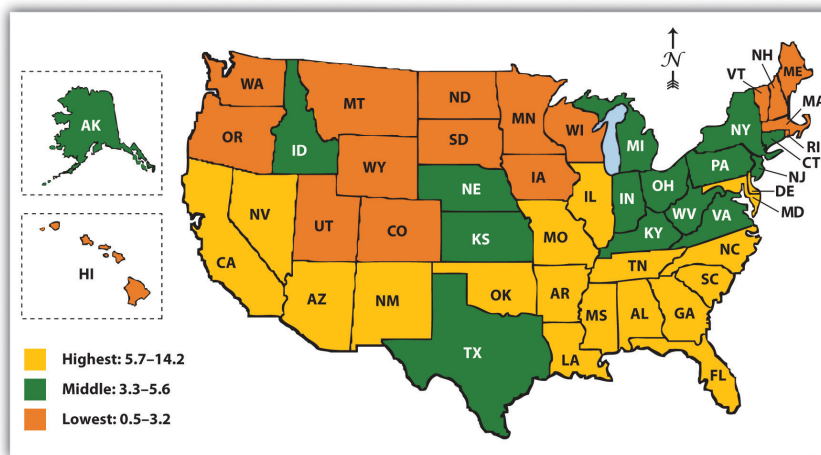 N
NH
VT
ME
WA
MT
ND
MN
MA
AK
OR
ID
SD
WI
MI
NY
RI
CT
WY
IA
PA
NJ
NE
IL
IN
OH
DE
NV
UT
CO
KS
MO
WV
VA
MD
KY
HI
CA
NC
TN
AZ
NM
OK
AR
SC
MS
AL
GA
TX
LA
FL
Highest: 5.7–14.2
Middle: 3.3–5.6
Lowest: 0.5–3.2